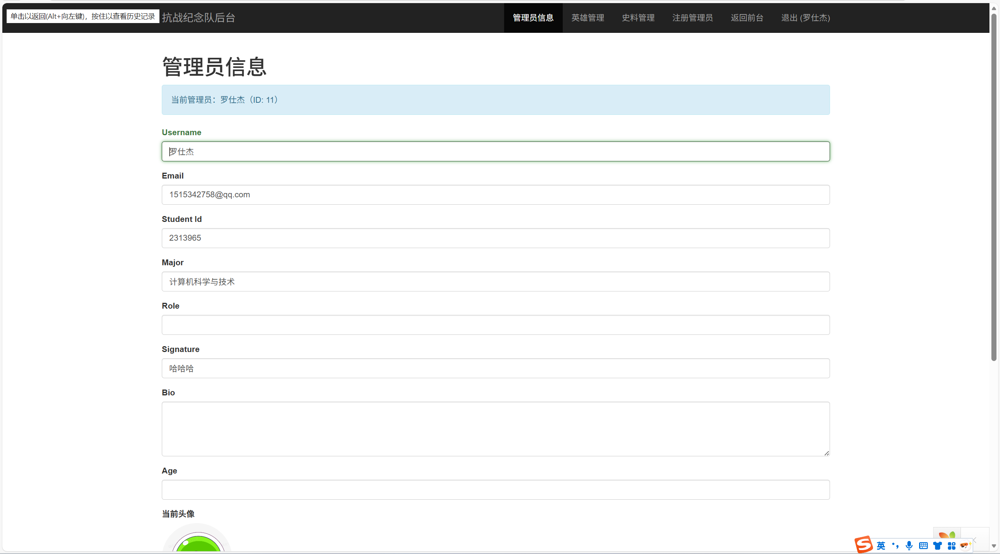 单击以返回(Alt+向左键)，按住以查看历史记录
抗战纪念队后台
管理员信息 英雄管理 史料管理 注册管理员 返回前台 退出 (罗仕杰)
管理员信息
当前管理员：罗仕杰（ID: 11）
Username
罗仕杰
Email
1515342758@qq.com
Student Id
2313965
Major
计算机科学与技术
Role
Signature
哈哈哈
Bio
Age
当前头像
S 英